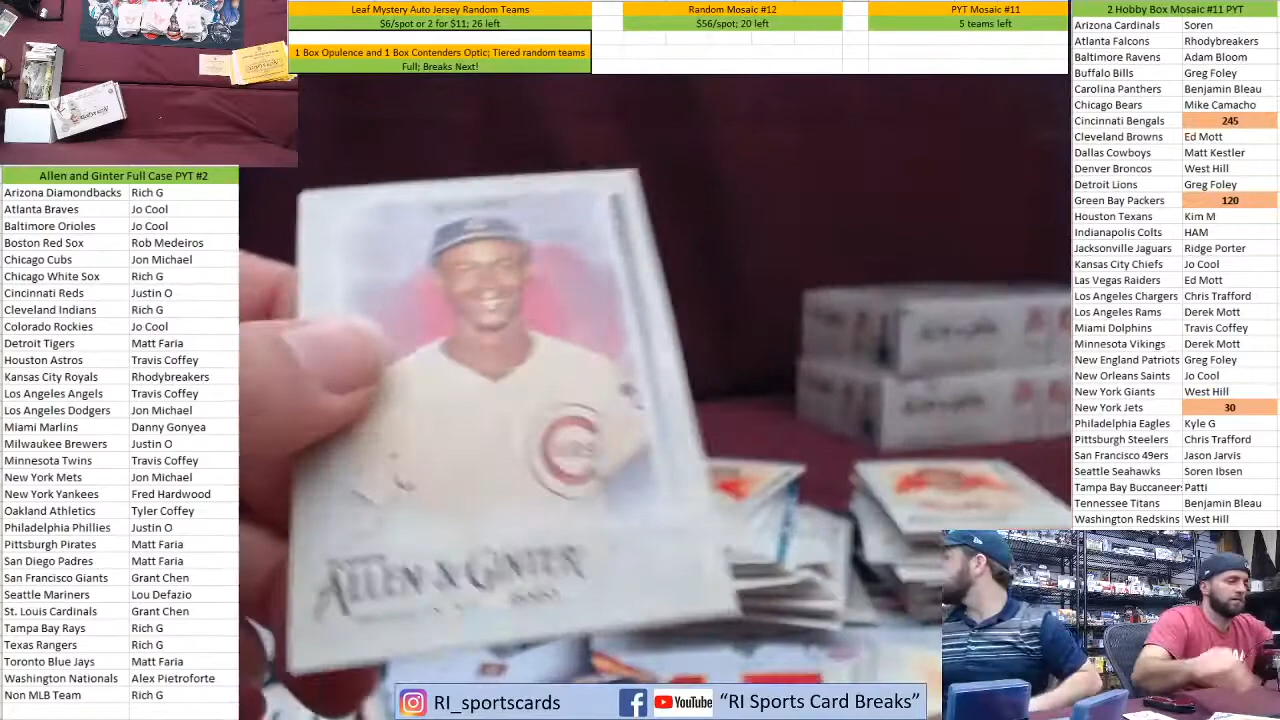 Leaf Mystery Auto Jersey Random Teams
$6/spot or 2 for $11; 26 left
1 Box Opulence and 1 Box Contenders Optic; Tiered random teams
Full; Breaks Next!
Random Mosaic #12
$56/spot; 20 left
PYT Mosaic #11
5 teams left
2 Hobby Box Mosaic #11 PYT
Arizona Cardinals Soren
Atlanta Falcons Rhodybreakers
Baltimore Ravens Adam Bloom
Buffalo Bills Greg Foley
Carolina Panthers Benjamin Bleau
Chicago Bears Mike Camacho
Cincinnati Bengals 245
Cleveland Browns Ed Mott
Dallas Cowboys Matt Kestler
Denver Broncos West Hill
Detroit Lions Greg Foley
Green Bay Packers 120
Houston Texans Kim M
Indianapolis Colts HAM
Jacksonville Jaguars Ridge Porter
Kansas City Chiefs Jo Cool
Las Vegas Raiders Ed Mott
Los Angeles Chargers Chris Trafford
Los Angeles Rams Derek Mott
Miami Dolphins Travis Coffey
Minnesota Vikings Derek Mott
New England Patriots Greg Foley
New Orleans Saints Jo Cool
New York Giants West Hill
New York Jets 30
Philadelphia Eagles Kyle G
Pittsburgh Steelers Chris Trafford
San Francisco 49ers Jason Jarvis
Seattle Seahawks Soren Ibsen
Tampa Bay Buccaneer Patti
Tennessee Titans Benjamin Bleau
Washington Redskins West Hill
Allen and Ginter Full Case PYT #2
Arizona Diamondbacks Rich G
Atlanta Braves Jo Cool
Baltimore Orioles Jo Cool
Boston Red Sox Rob Medeiros
Chicago Cubs Jon Michael
Chicago White Sox Rich G
Cincinnati Reds Justin O
Cleveland Indians Rich G
Colorado Rockies Jo Cool
Detroit Tigers Matt Faria
Houston Astros Travis Coffey
Kansas City Royals Rhodybreakers
Los Angeles Angels Travis Coffey
Los Angeles Dodgers Jon Michael
Miami Marlins Danny Gonyea
Milwaukee Brewers Justin O
Minnesota Twins Travis Coffey
New York Mets Jon Michael
New York Yankees Fred Hardwood
Oakland Athletics Tyler Coffey
Philadelphia Phillies Justin O
Pittsburgh Pirates Matt Faria
San Diego Padres Matt Faria
San Francisco Giants Grant Chen
Seattle Mariners Lou Defazio
St. Louis Cardinals Grant Chen
Tampa Bay Rays Rich G
Texas Rangers Rich G
Toronto Blue Jays Matt Faria
Washington Nationals Alex Pietroforte
Non MLB Team Rich G
C
ALLEN & GINTER
RI_sportscards
YouTube "RI Sports Card Breaks"